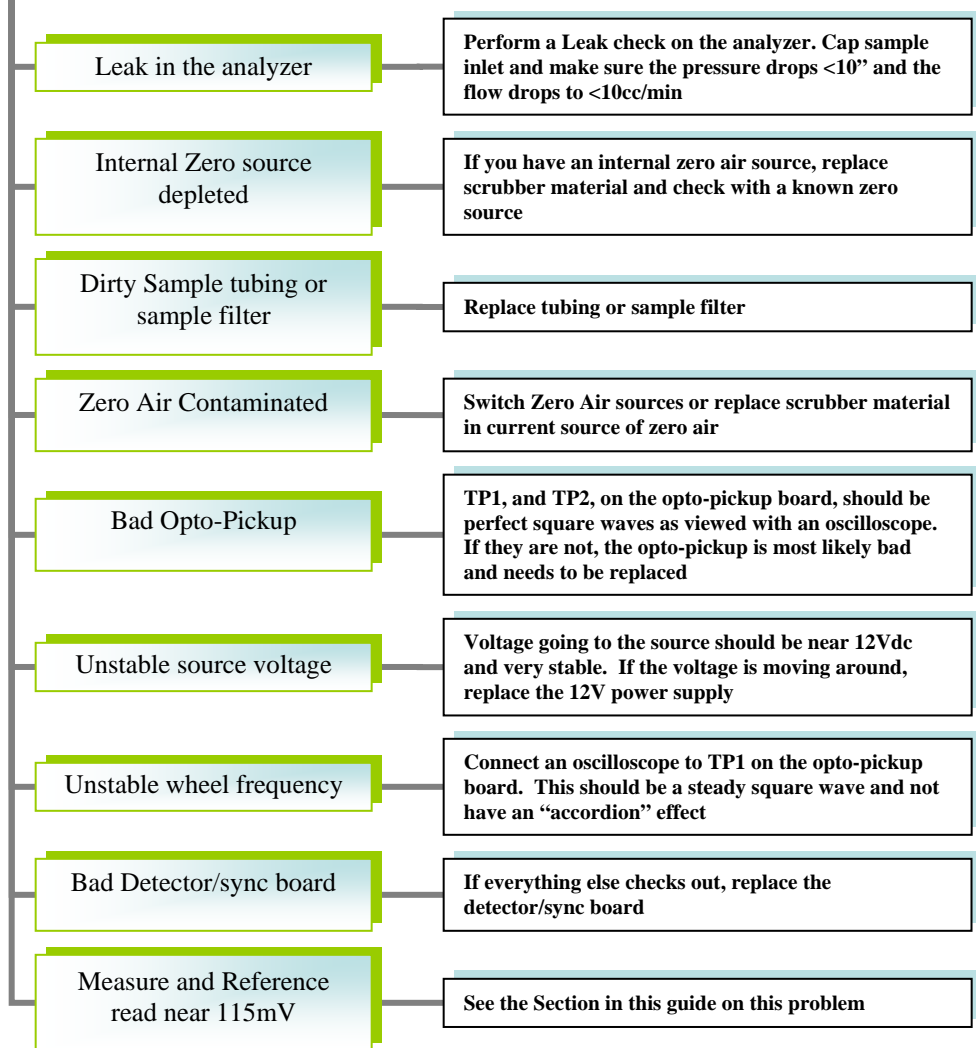 Leak in the analyzer
Perform a Leak check on the analyzer. Cap sample
inlet and make sure the pressure drops <10” and the
flow drops to <10cc/min
Internal Zero source
depleted
If you have an internal zero air source, replace
scrubber material and check with a known zero
source
Dirty Sample tubing or
sample filter
Replace tubing or sample filter
Zero Air Contaminated
Switch Zero Air sources or replace scrubber material
in current source of zero air
Bad Opto-Pickup
TP1, and TP2, on the opto-pickup board, should be
perfect square waves as viewed with an oscilloscope.
If they are not, the opto-pickup is most likely bad
and needs to be replaced
Unstable source voltage
Voltage going to the source should be near 12Vdc
and very stable.  If the voltage is moving around,
replace the 12V power supply
Unstable wheel frequency
Connect an oscilloscope to TP1 on the opto-pickup
board.  This should be a steady square wave and not
have an “accordion” effect
Bad Detector/sync board
If everything else checks out, replace the
detector/sync board
Measure and Reference
read near 115mV
See the Section in this guide on this problem